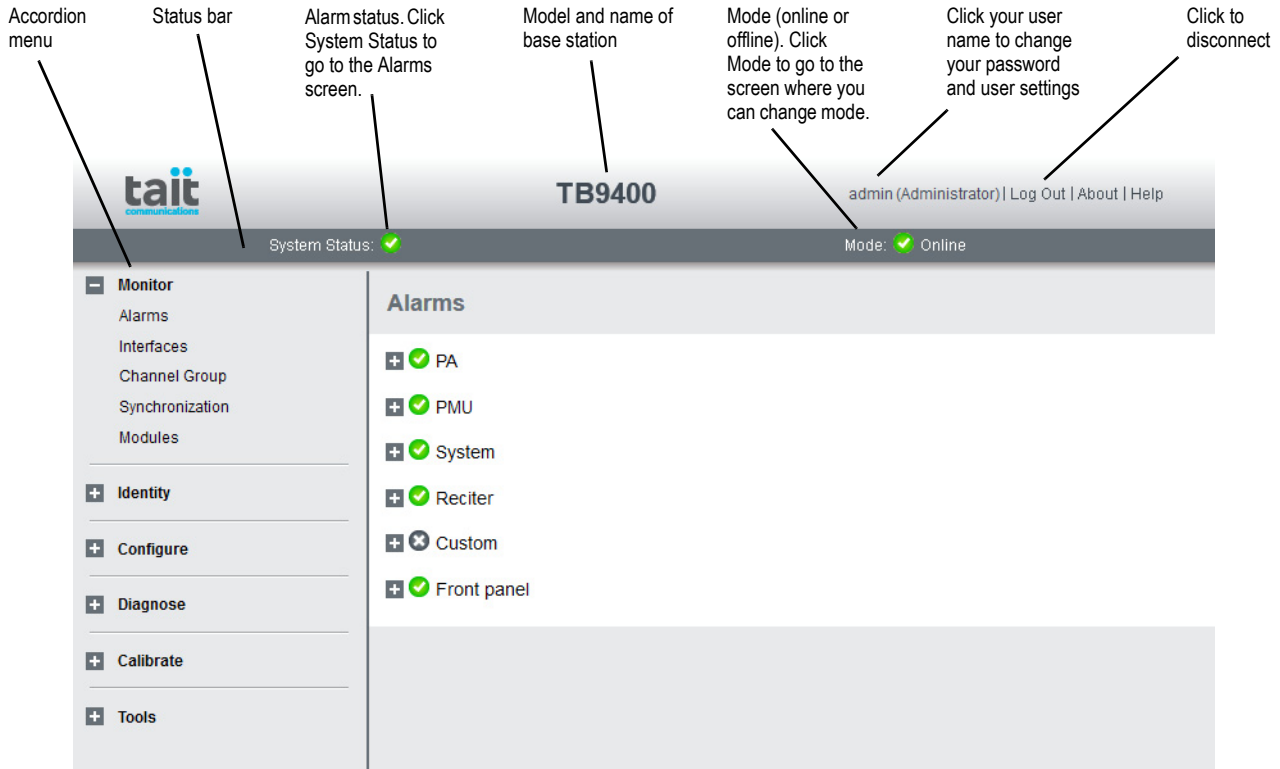 Accordion
menu
Status bar
Alarm status. Click
System Status to
go to the Alarms
screen.
Model and name of
base station
Mode (online or
offline). Click
Mode to go to the
screen where you
can change mode.
Click your user
name to change
your password
and user settings
Click to
disconnect
tait
communications
TB9400
admin (Administrator) | Log Out | About | Help
System Status:
Mode: Online
Monitor
Alarms
Interfaces
Channel Group
Synchronization
Modules
Identity
Configure
Diagnose
Calibrate
Tools
Alarms
PA
PMU
System
Reciter
Custom
Front panel